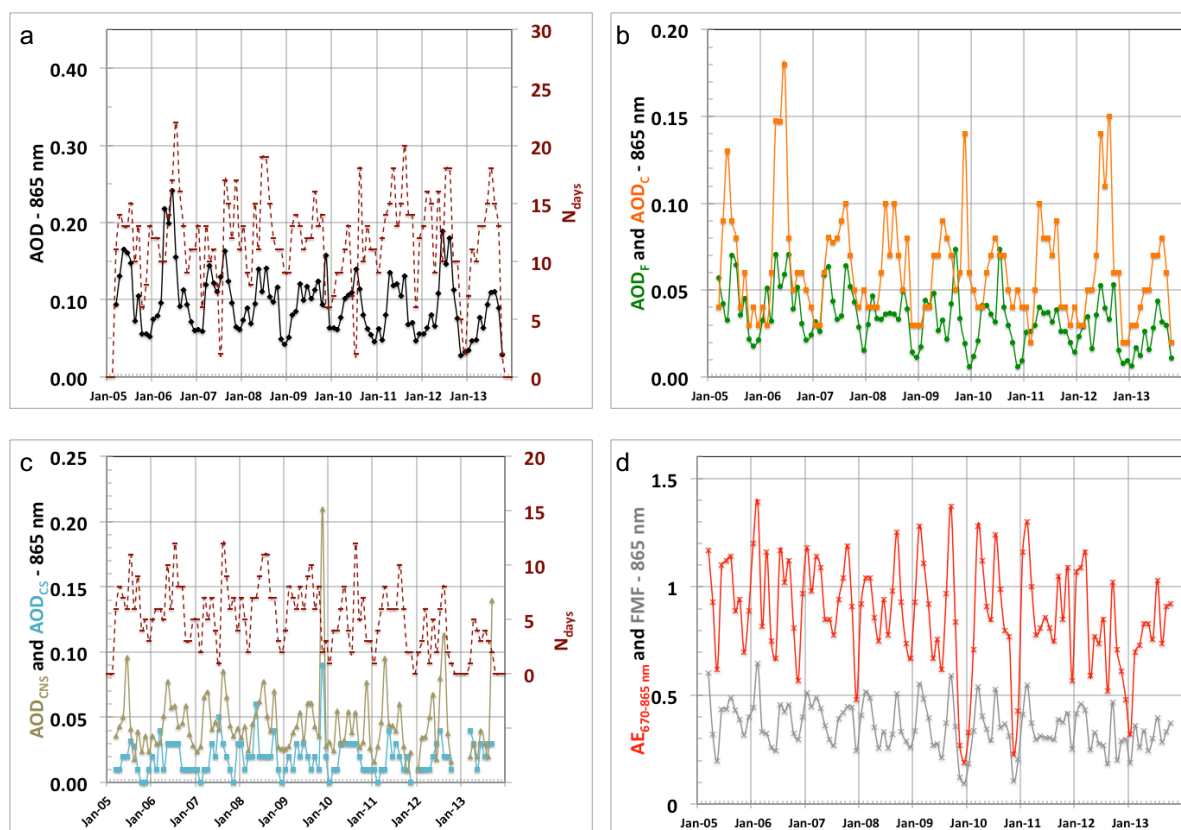 a
AOD - 865 nm
0.40
0.30
0.20
0.10
0.00
30
25
20
15
10
5
0
N_days
Jan-05 Jan-06 Jan-07 Jan-08 Jan-09 Jan-10 Jan-11 Jan-12 Jan-13
b
AOD_F and AOD_C - 865 nm
0.20
0.15
0.10
0.05
0.00
Jan-05 Jan-06 Jan-07 Jan-08 Jan-09 Jan-10 Jan-11 Jan-12 Jan-13
c
AOD_CNS and AOD_CS - 865 nm
0.25
0.20
0.15
0.10
0.05
0.00
20
15
10
5
0
N_days
Jan-05 Jan-06 Jan-07 Jan-08 Jan-09 Jan-10 Jan-11 Jan-12 Jan-13
d
AE_670-865 nm and FMF - 865 nm
1.5
1
0.5
0
Jan-05 Jan-06 Jan-07 Jan-08 Jan-09 Jan-10 Jan-11 Jan-12 Jan-13